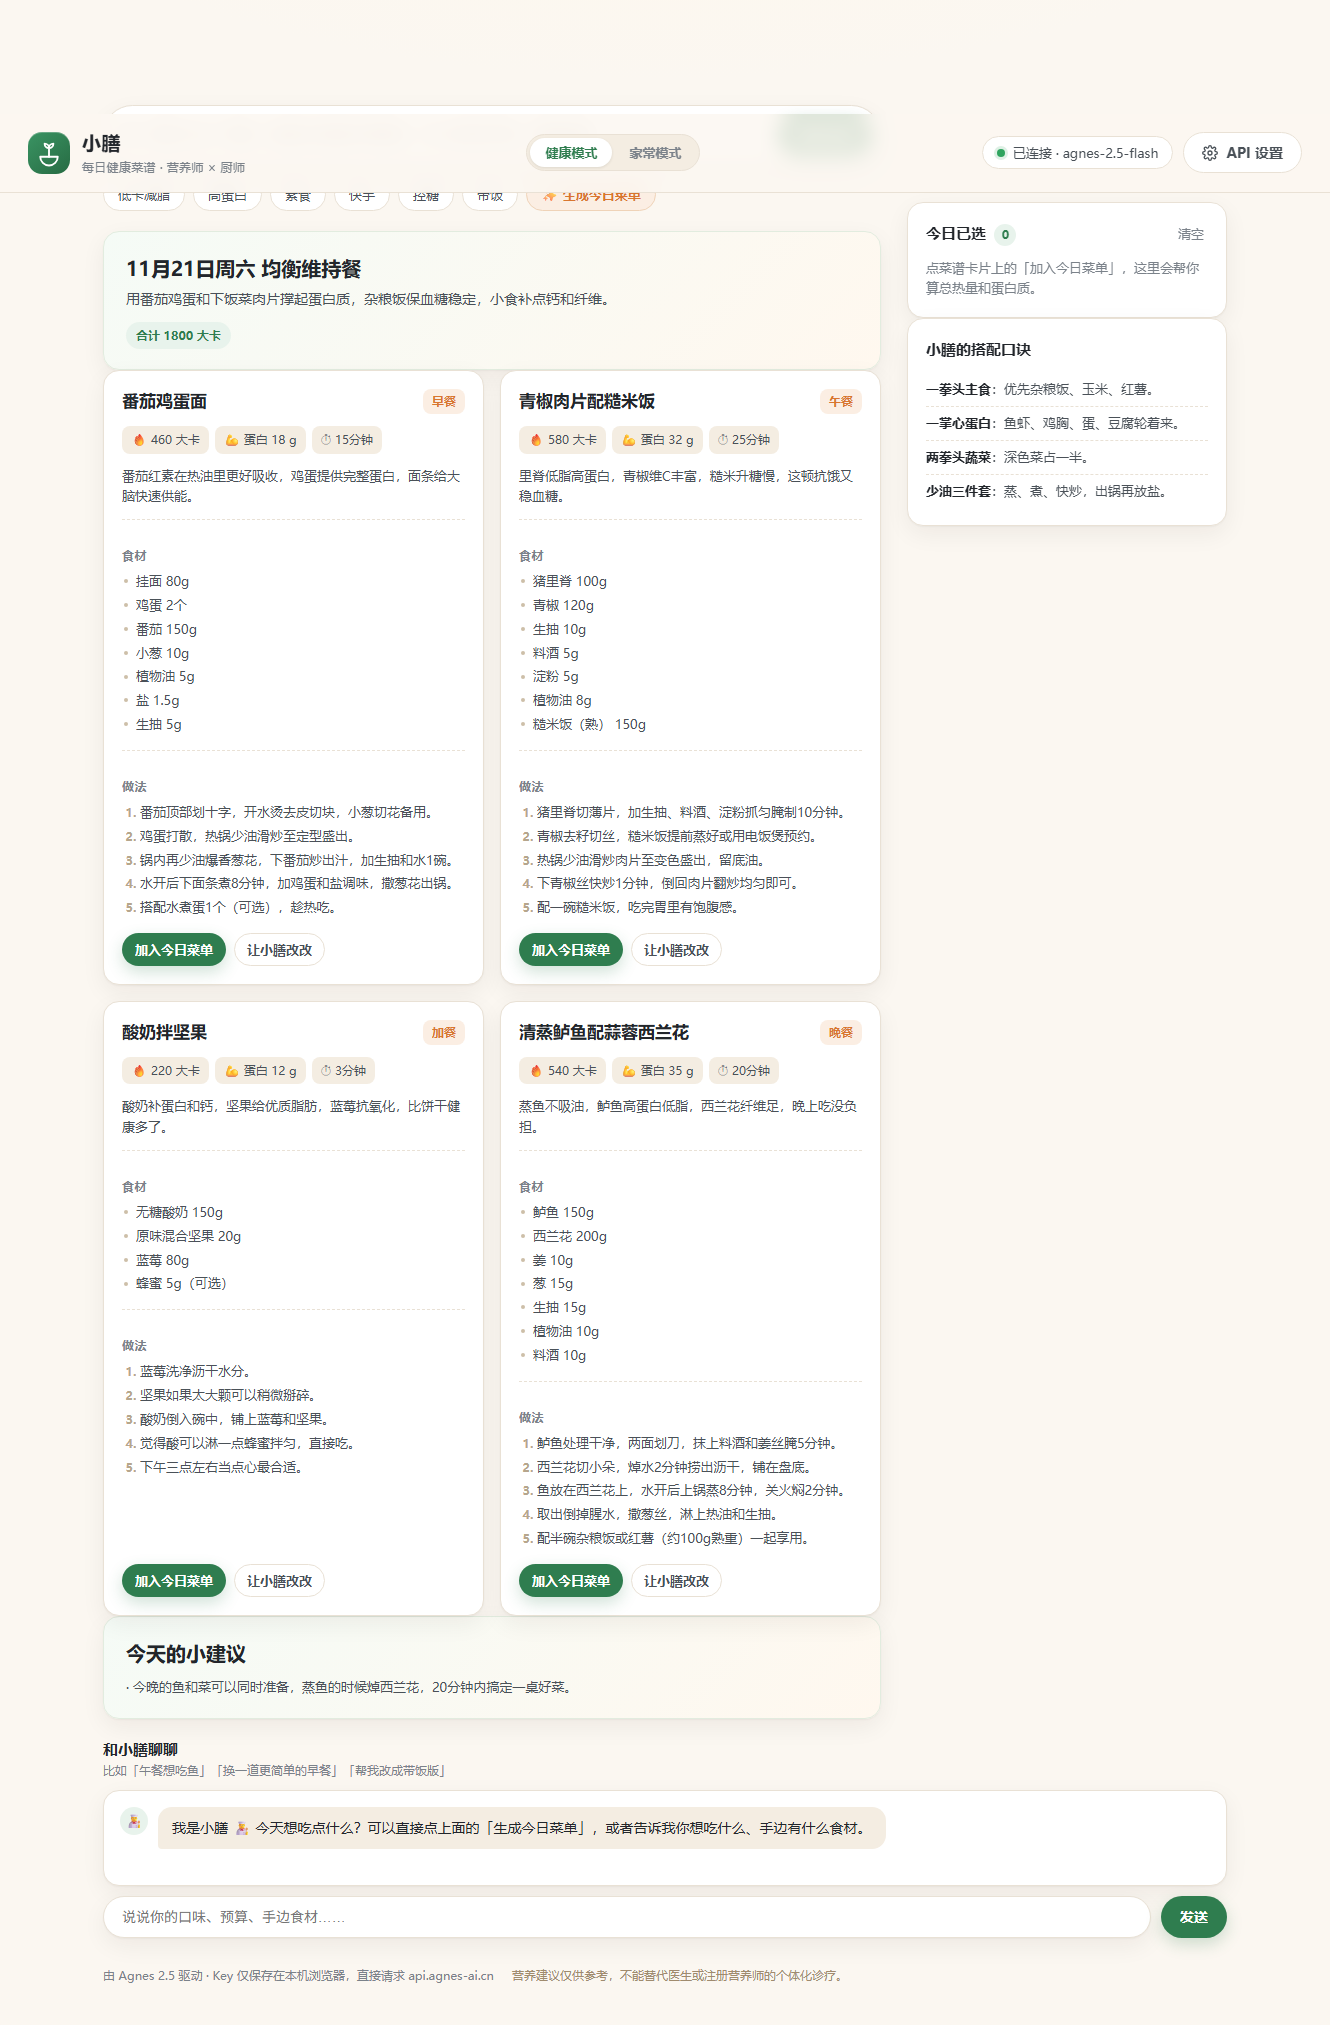 小膳
每日健康菜谱 · 营养师 × 厨师
健康模式
家常模式
已连接 · agnes-2.5-flash
API 设置
低卡减脂
高蛋白
素食
快手
控糖
带饭
生成今日菜单
11月21日周六 均衡维持餐
用番茄鸡蛋和下饭菜肉片撑起蛋白质，杂粮饭保血糖稳定，小食补点钙和纤维。
合计 1800 大卡
今日已选 0
清空
点菜谱卡片上的「加入今日菜单」，这里会帮你
算总热量和蛋白质。
小膳的搭配口诀
一拳头主食：优先杂粮饭、玉米、红薯。
一掌心蛋白：鱼虾、鸡胸、蛋、豆腐轮着来。
两拳头蔬菜：深色菜占一半。
少油三件套：蒸、煮、快炒，出锅再放盐。
番茄鸡蛋面
早餐
460 大卡
蛋白 18 g
15分钟
番茄红素在热油里更好吸收，鸡蛋提供完整蛋白，面条给大
脑快速供能。
食材
挂面 80g
鸡蛋 2个
番茄 150g
小葱 10g
植物油 5g
盐 1.5g
生抽 5g
做法
1. 番茄顶部划十字，开水烫去皮切块，小葱切花备用。
2. 鸡蛋打散，热锅少油滑炒至定型盛出。
3. 锅内再少油爆香葱花，下番茄炒出汁，加生抽和水1碗。
4. 水开后下面条煮8分钟，加鸡蛋和盐调味，撒葱花出锅。
5. 搭配水煮蛋1个（可选），趁热吃。
加入今日菜单
让小膳改改
青椒肉片配糙米饭
午餐
580 大卡
蛋白 32 g
25分钟
里脊低脂高蛋白，青椒维C丰富，糙米升糖慢，这顿抗饿又
稳血糖。
食材
猪里脊 100g
青椒 120g
生抽 10g
料酒 5g
淀粉 5g
植物油 8g
糙米饭（熟） 150g
做法
1. 猪里脊切薄片，加生抽、料酒、淀粉抓匀腌制10分钟。
2. 青椒去籽切丝，糙米饭提前蒸好或用电饭煲预约。
3. 热锅少油滑炒肉片至变色盛出，留底油。
4. 下青椒丝快炒1分钟，倒回肉片翻炒均匀即可。
5. 配一碗糙米饭，吃完胃里有饱腹感。
加入今日菜单
让小膳改改
酸奶拌坚果
加餐
220 大卡
蛋白 12 g
3分钟
酸奶补蛋白和钙，坚果给优质脂肪，蓝莓抗氧化，比饼干健
康多了。
食材
无糖酸奶 150g
原味混合坚果 20g
蓝莓 80g
蜂蜜 5g（可选）
做法
1. 蓝莓洗净沥干水分。
2. 坚果如果太大颗可以稍微掰碎。
3. 酸奶倒入碗中，铺上蓝莓和坚果。
4. 觉得酸可以淋一点蜂蜜拌匀，直接吃。
5. 下午三点左右当点心最合适。
加入今日菜单
让小膳改改
清蒸鲈鱼配蒜蓉西兰花
晚餐
540 大卡
蛋白 35 g
20分钟
蒸鱼不吸油，鲈鱼高蛋白低脂，西兰花纤维足，晚上吃没负
担。
食材
鲈鱼 150g
西兰花 200g
姜 10g
葱 15g
生抽 15g
植物油 10g
料酒 10g
做法
1. 鲈鱼处理干净，两面划刀，抹上料酒和姜丝腌5分钟。
2. 西兰花切小朵，焯水2分钟捞出沥干，铺在盘底。
3. 鱼放在西兰花上，水开后上锅蒸8分钟，关火焖2分钟。
4. 取出倒掉腥水，撒葱丝，淋上热油和生抽。
5. 配半碗杂粮饭或红薯（约100g熟重）一起享用。
加入今日菜单
让小膳改改
今天的小建议
· 今晚的鱼和菜可以同时准备，蒸鱼的时候焯西兰花，20分钟内搞定一桌好菜。
和小膳聊聊
比如「午餐想吃鱼」「换一道更简单的早餐」「帮我改成带饭版」
我是小膳 今天想吃点什么？可以直接点上面的「生成今日菜单」，或者告诉我你想吃什么、手边有什么食材。
说说你的口味、预算、手边食材……
发送
由 Agnes 2.5 驱动 · Key 仅保存在本机浏览器，直接请求 api.agnes-ai.cn
营养建议仅供参考，不能替代医生或注册营养师的个体化诊疗。